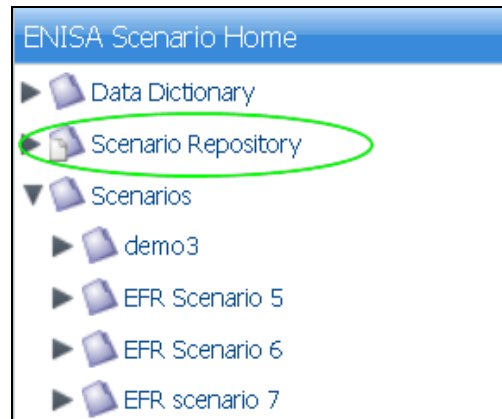 ENISA Scenario Home
Data Dictionary
Scenario Repository
Scenarios
demo3
EFR Scenario 5
EFR Scenario 6
EFR scenario 7